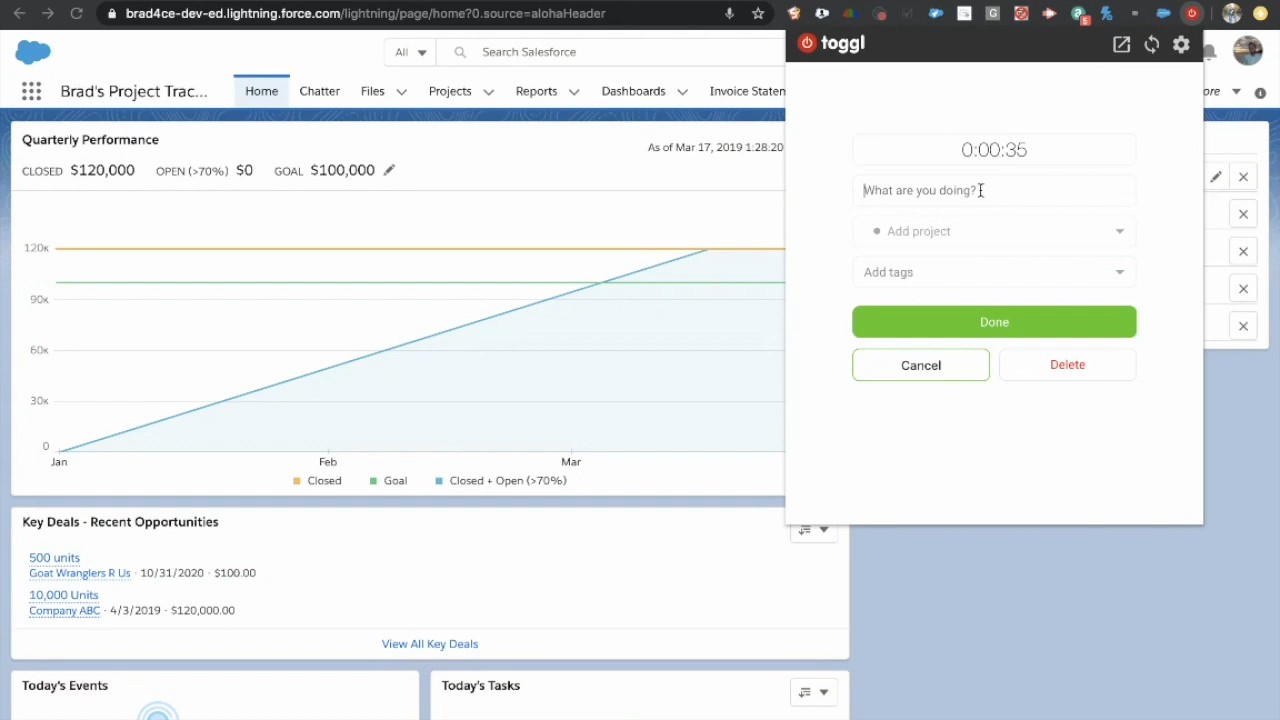 brad4ce-dev-ed.lightning.force.com/lightning/page/home?0.source=alohaHeader
5
All
Search Salesforce
Brad's Project Trac...
Home
Chatter
Files
Projects
Reports
Dashboards
Invoice Statem
ore
Quarterly Performance
As of Mar 17, 2019 1:28:20
CLOSED $120,000 OPEN (>70%) $0 GOAL $100,000
120K
90K
60K
30K
0
Jan
Feb
Mar
Closed
Goal
Closed + Open (>70%)
Key Deals - Recent Opportunities
500 units
Goat Wranglers R Us · 10/31/2020 · $100.00
10,000 Units
Company ABC · 4/3/2019 · $120,000.00
View All Key Deals
Today's Events
Today's Tasks
toggl
0:00:35
What are you doing?
Add project
Add tags
Done
Cancel
Delete